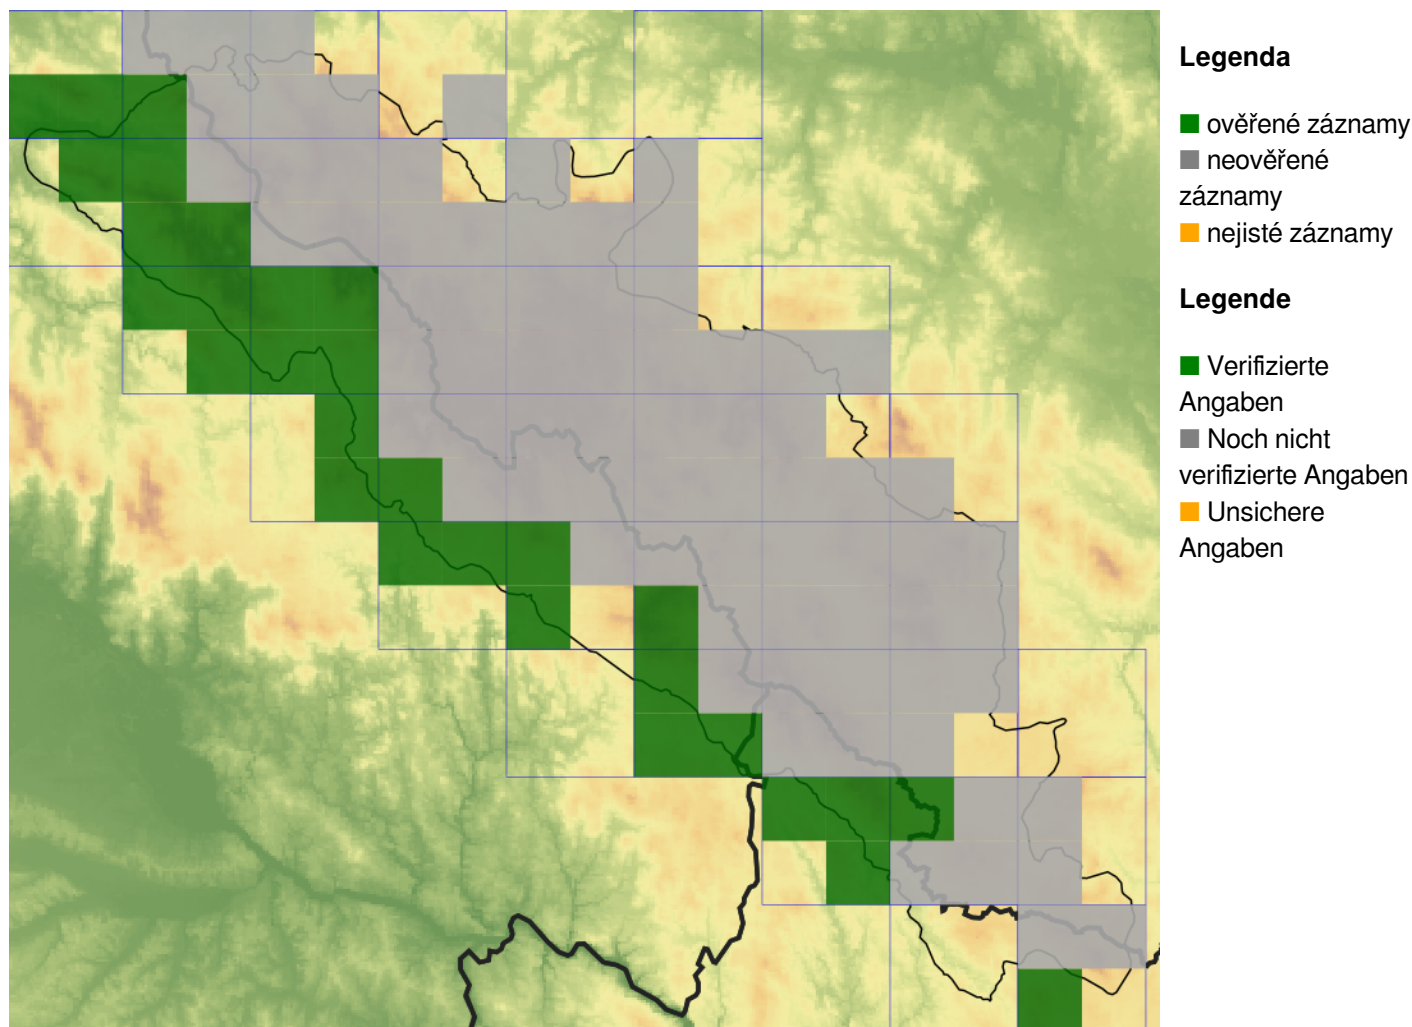 Legenda
ověřené záznamy
neověřené
záznamy
nejisté záznamy
Legende
Verifizierte
Angaben
Noch nicht
verifizierte Angaben
Unsichere
Angaben